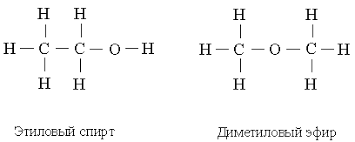 H H H H
H — C — C — O — H H — C — O — C — H
H H H H
Этиловый спирт Диметиловый эфир